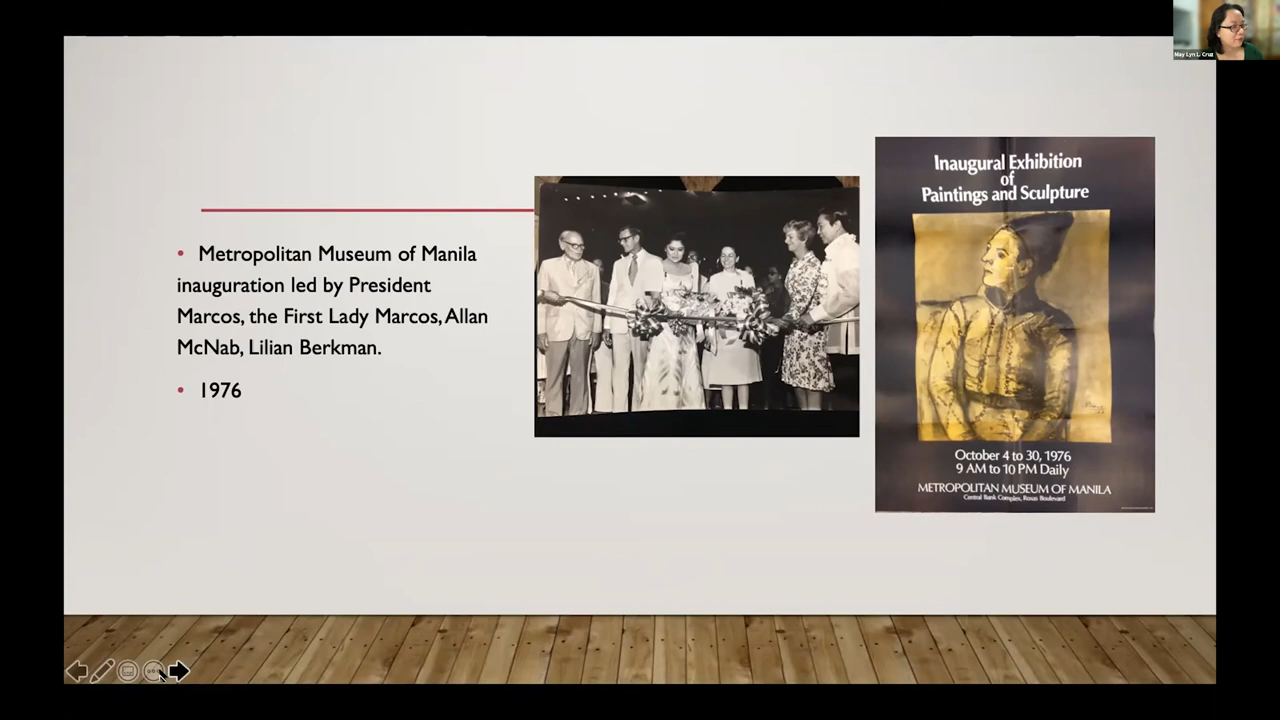 May Lyn L. Cruz
• Metropolitan Museum of Manila
inauguration led by President
Marcos, the First Lady Marcos, Allan
McNab, Lilian Berkman.
• 1976
Inaugural Exhibition
of
Paintings and Sculpture
October 4 to 30, 1976
9 AM to 10 PM Daily
METROPOLITAN MUSEUM OF MANILA
Central Bank Complex, Roxas Boulevard